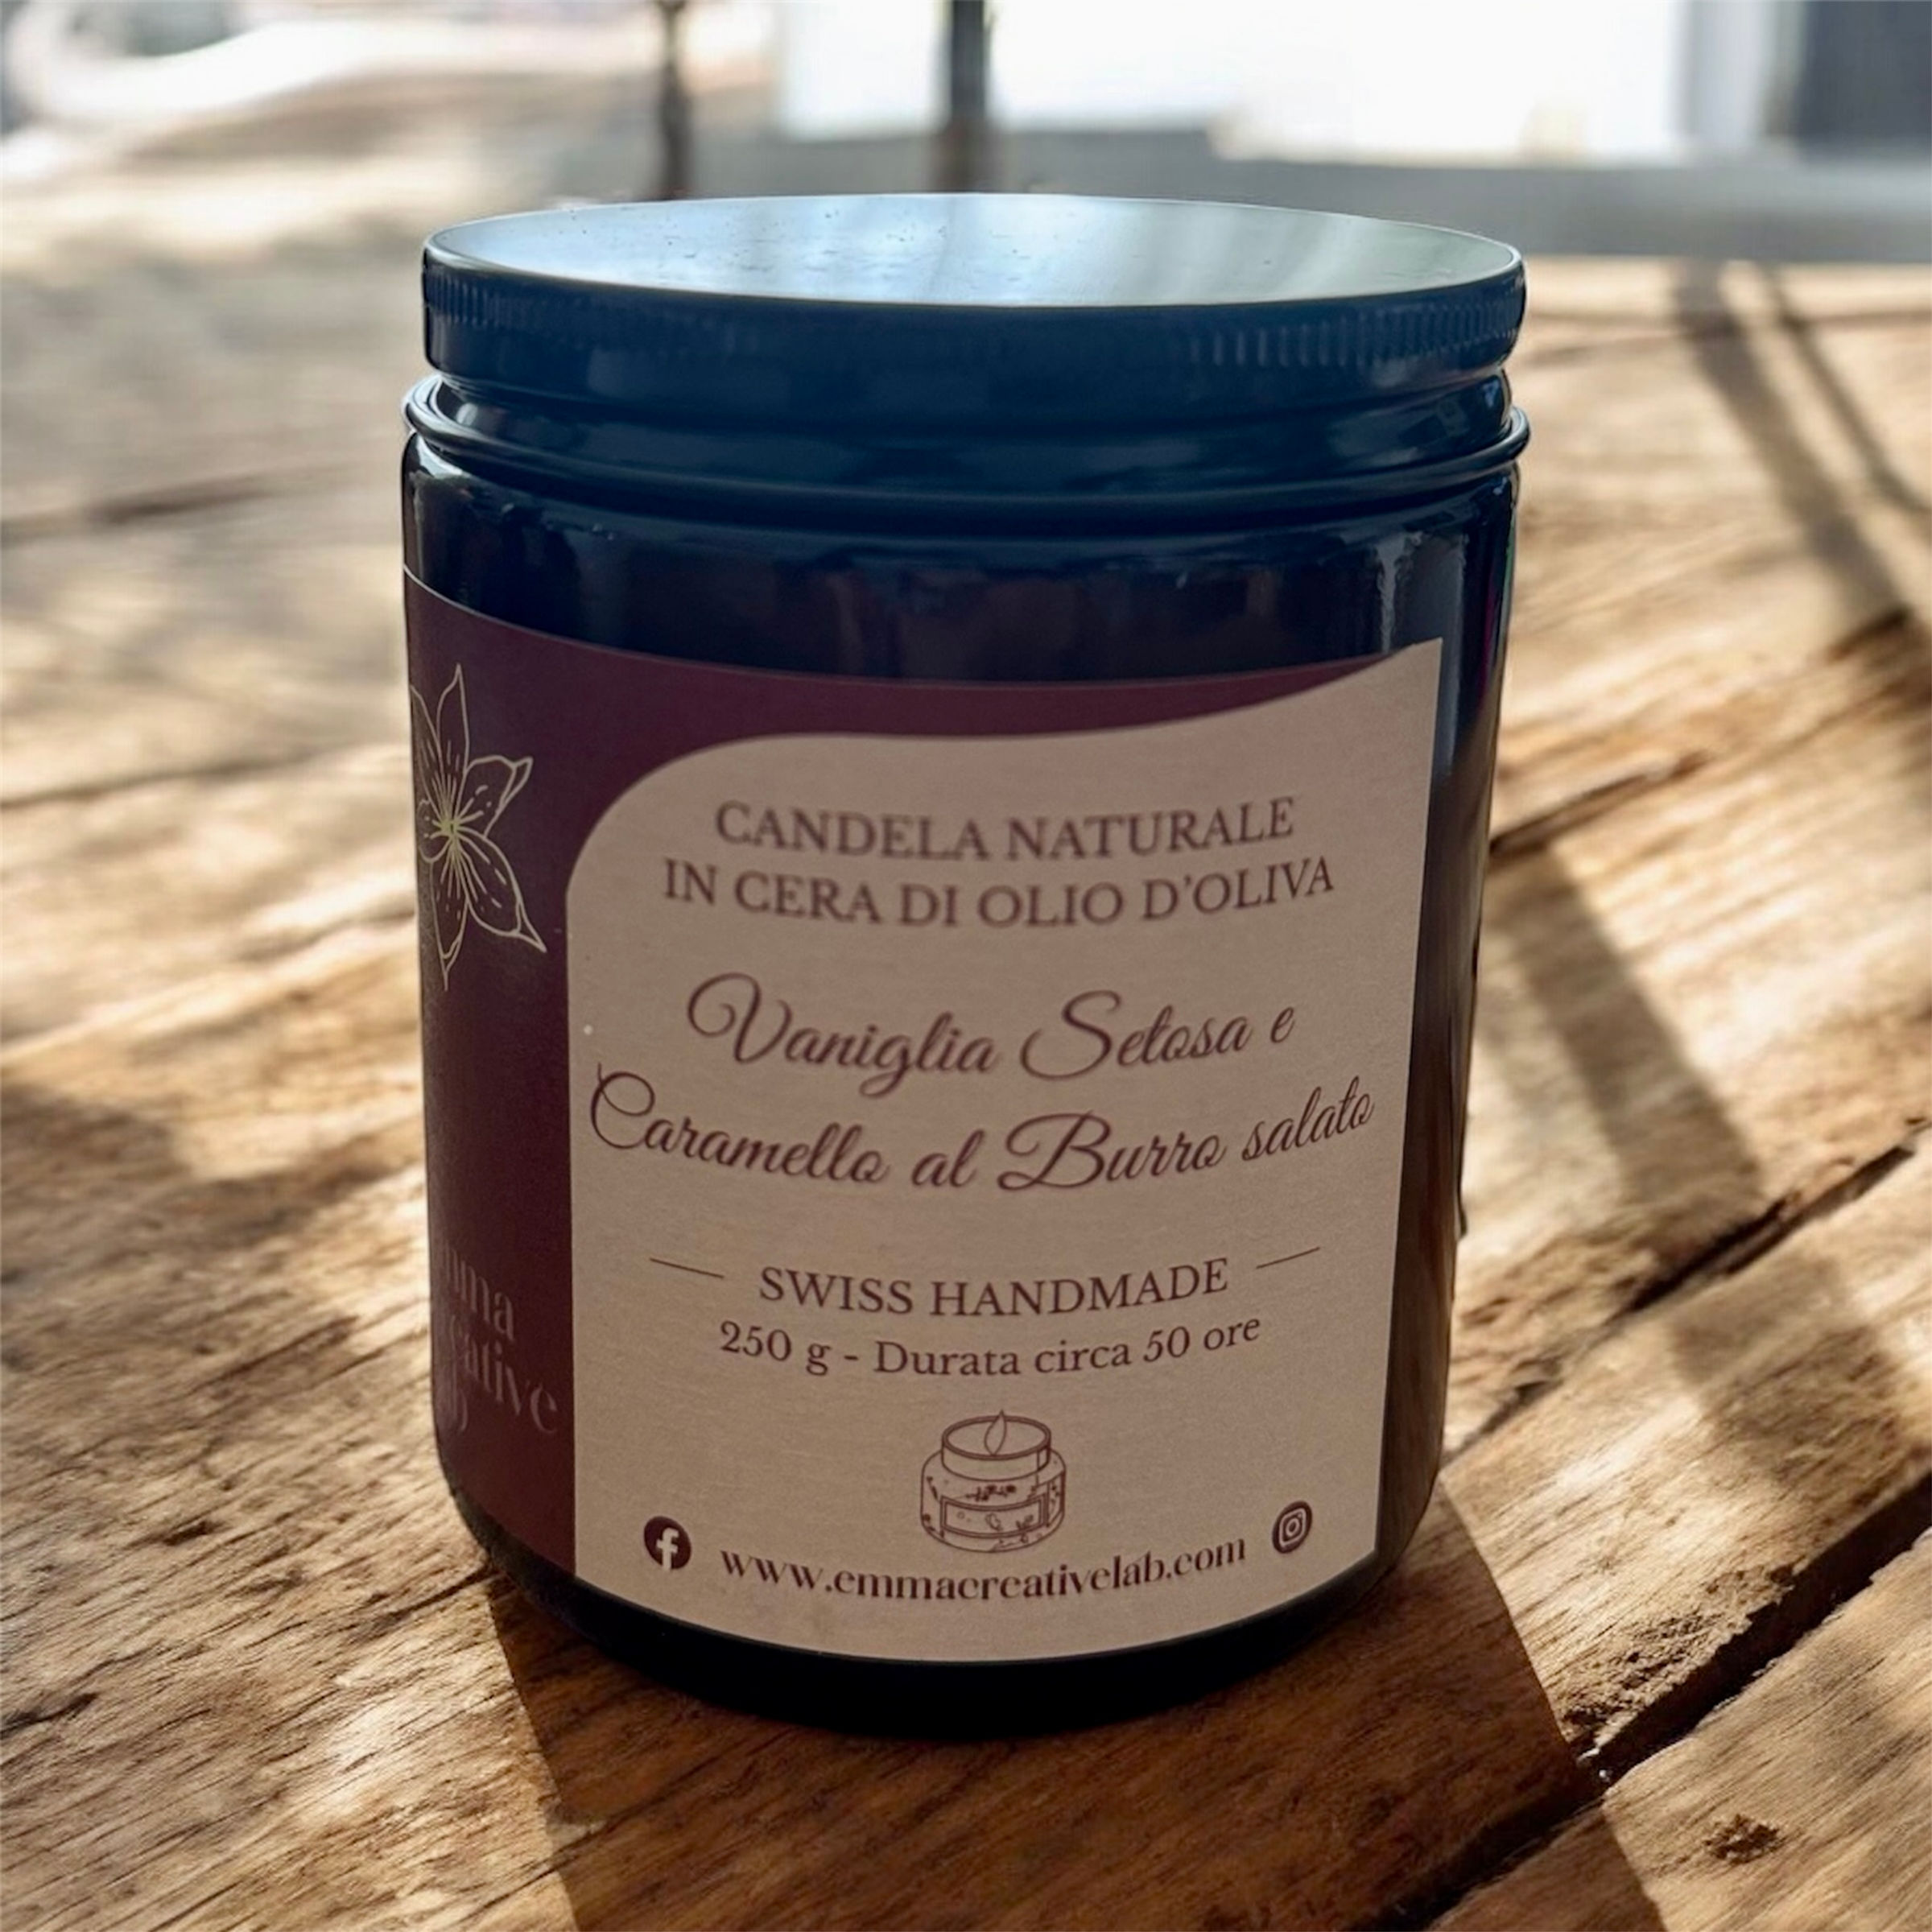 CANDELA NATURALE
IN CERA DI OLIO D'OLIVA
Vaniglia Setosa e
Caramello al Burro salato
SWISS HANDMADE
250 g - Durata circa 50 ore
www.emmacreativelab.com